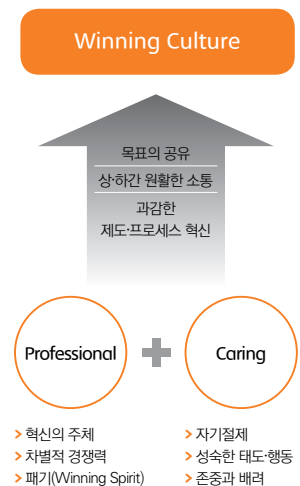 Winning Culture
목표의 공유
상·하간 원활한 소통
과감한
제도·프로세스 혁신
Professional
Caring
> 혁신의 주체
> 차별적 경쟁력
> 패기(Winning Spirit)
> 자기절제
> 성숙한 태도·행동
> 존중과 배려